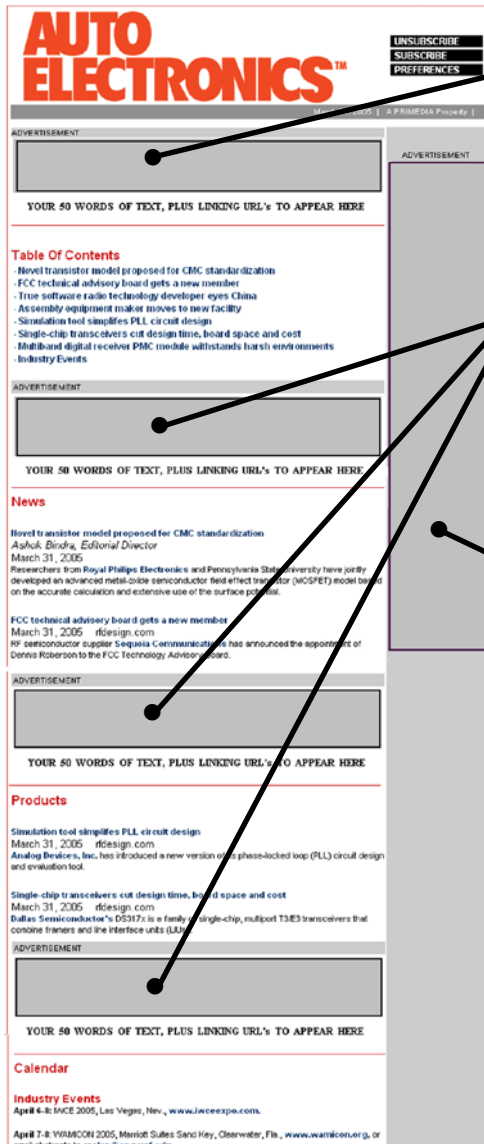 AUTO
ELECTRONICS™
UNSUBSCRIBE
SUBSCRIBE
PREFERENCES
2005 | A PRIMEDIA Property |
ADVERTISEMENT
ADVERTISEMENT
YOUR 50 WORDS OF TEXT, PLUS LINKING URL's TO APPEAR HERE
Table Of Contents
- Novel transistor model proposed for CMC standardization
- FCC technical advisory board gets a new member
- True software radio technology developer eyes China
- Assembly equipment maker moves to new facility
- Simulation tool simplifes PLL circuit design
- Single-chip transceivers cut design time, board space and cost
- Multiband digital receiver PMC module withstands harsh environments
- Industry Events
ADVERTISEMENT
YOUR 50 WORDS OF TEXT, PLUS LINKING URL's TO APPEAR HERE
News
Novel transistor model proposed for CMC standardization
Ashok Bindra, Editorial Director
March 31, 2005
Researchers from Royal Philips Electronics and Pennsylvania State University have jointly
developed an advanced metal-oxide semiconductor field effect transistor (MOSFET) model based
on the accurate calculation and extensive use of the surface potential.
FCC technical advisory board gets a new member
March 31, 2005 rfdesign.com
RF semiconductor supplier Sequoia Communications has announced the appointment of
Dennis Roberson to the FCC Technology Advisory Board.
ADVERTISEMENT
YOUR 50 WORDS OF TEXT, PLUS LINKING URL's TO APPEAR HERE
Products
Simulation tool simplifes PLL circuit design
March 31, 2005 rfdesign.com
Analog Devices, Inc. has introduced a new version of its phase-locked loop (PLL) circuit design
and evaluation tool.
Single-chip transceivers cut design time, board space and cost
March 31, 2005 rfdesign.com
Dallas Semiconductor's DS317x is a family of single-chip, multiport T3/E3 transceivers that
combine framers and line interface units (LIUs
ADVERTISEMENT
YOUR 50 WORDS OF TEXT, PLUS LINKING URL's TO APPEAR HERE
Calendar
Industry Events
April 6-8: IWCE 2005, Las Vegas, Nev., www.iwceexpo.com.
April 7-8: WAMICON 2005, Marriott Suites Sand Key, Clearwater, Fla., www.wamicon.org, or